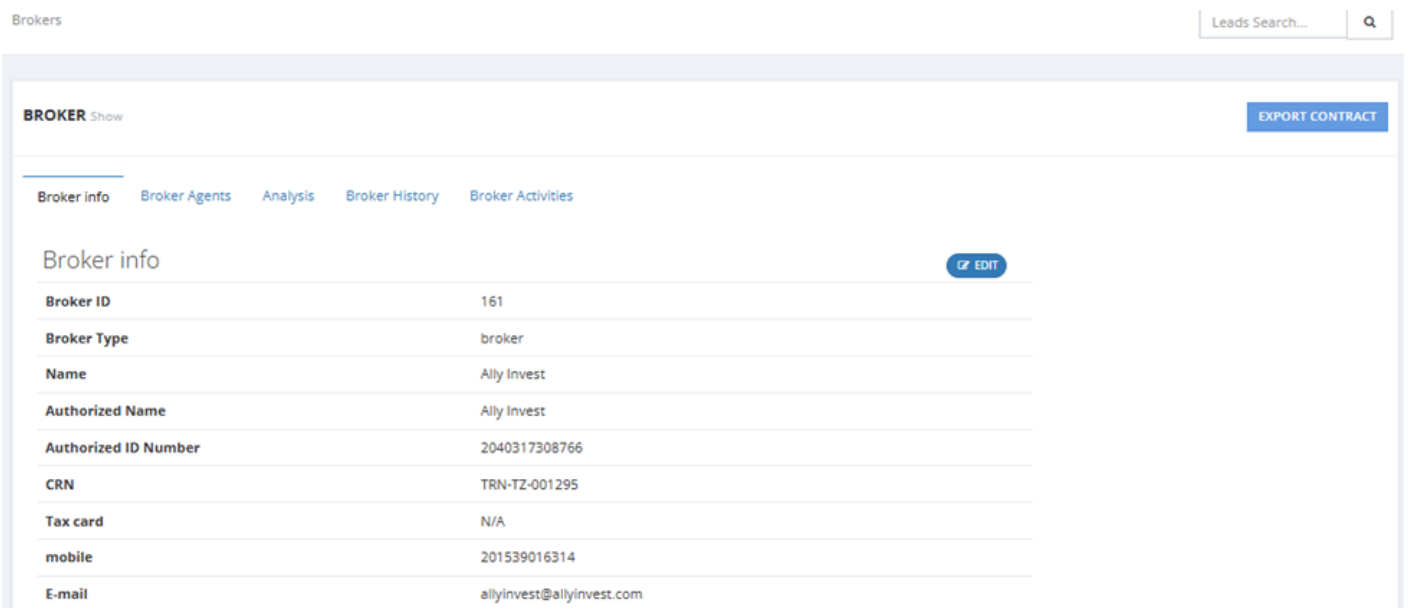 Brokers
Leads Search...
BROKER Show
EXPORT CONTRACT
Broker info Broker Agents Analysis Broker History Broker Activities
Broker info
EDIT
Broker ID 161
Broker Type broker
Name Ally Invest
Authorized Name Ally Invest
Authorized ID Number 2040317308766
CRN TRN-TZ-001295
Tax card N/A
mobile 201539016314
E-mail allyinvest@allyinvest.com